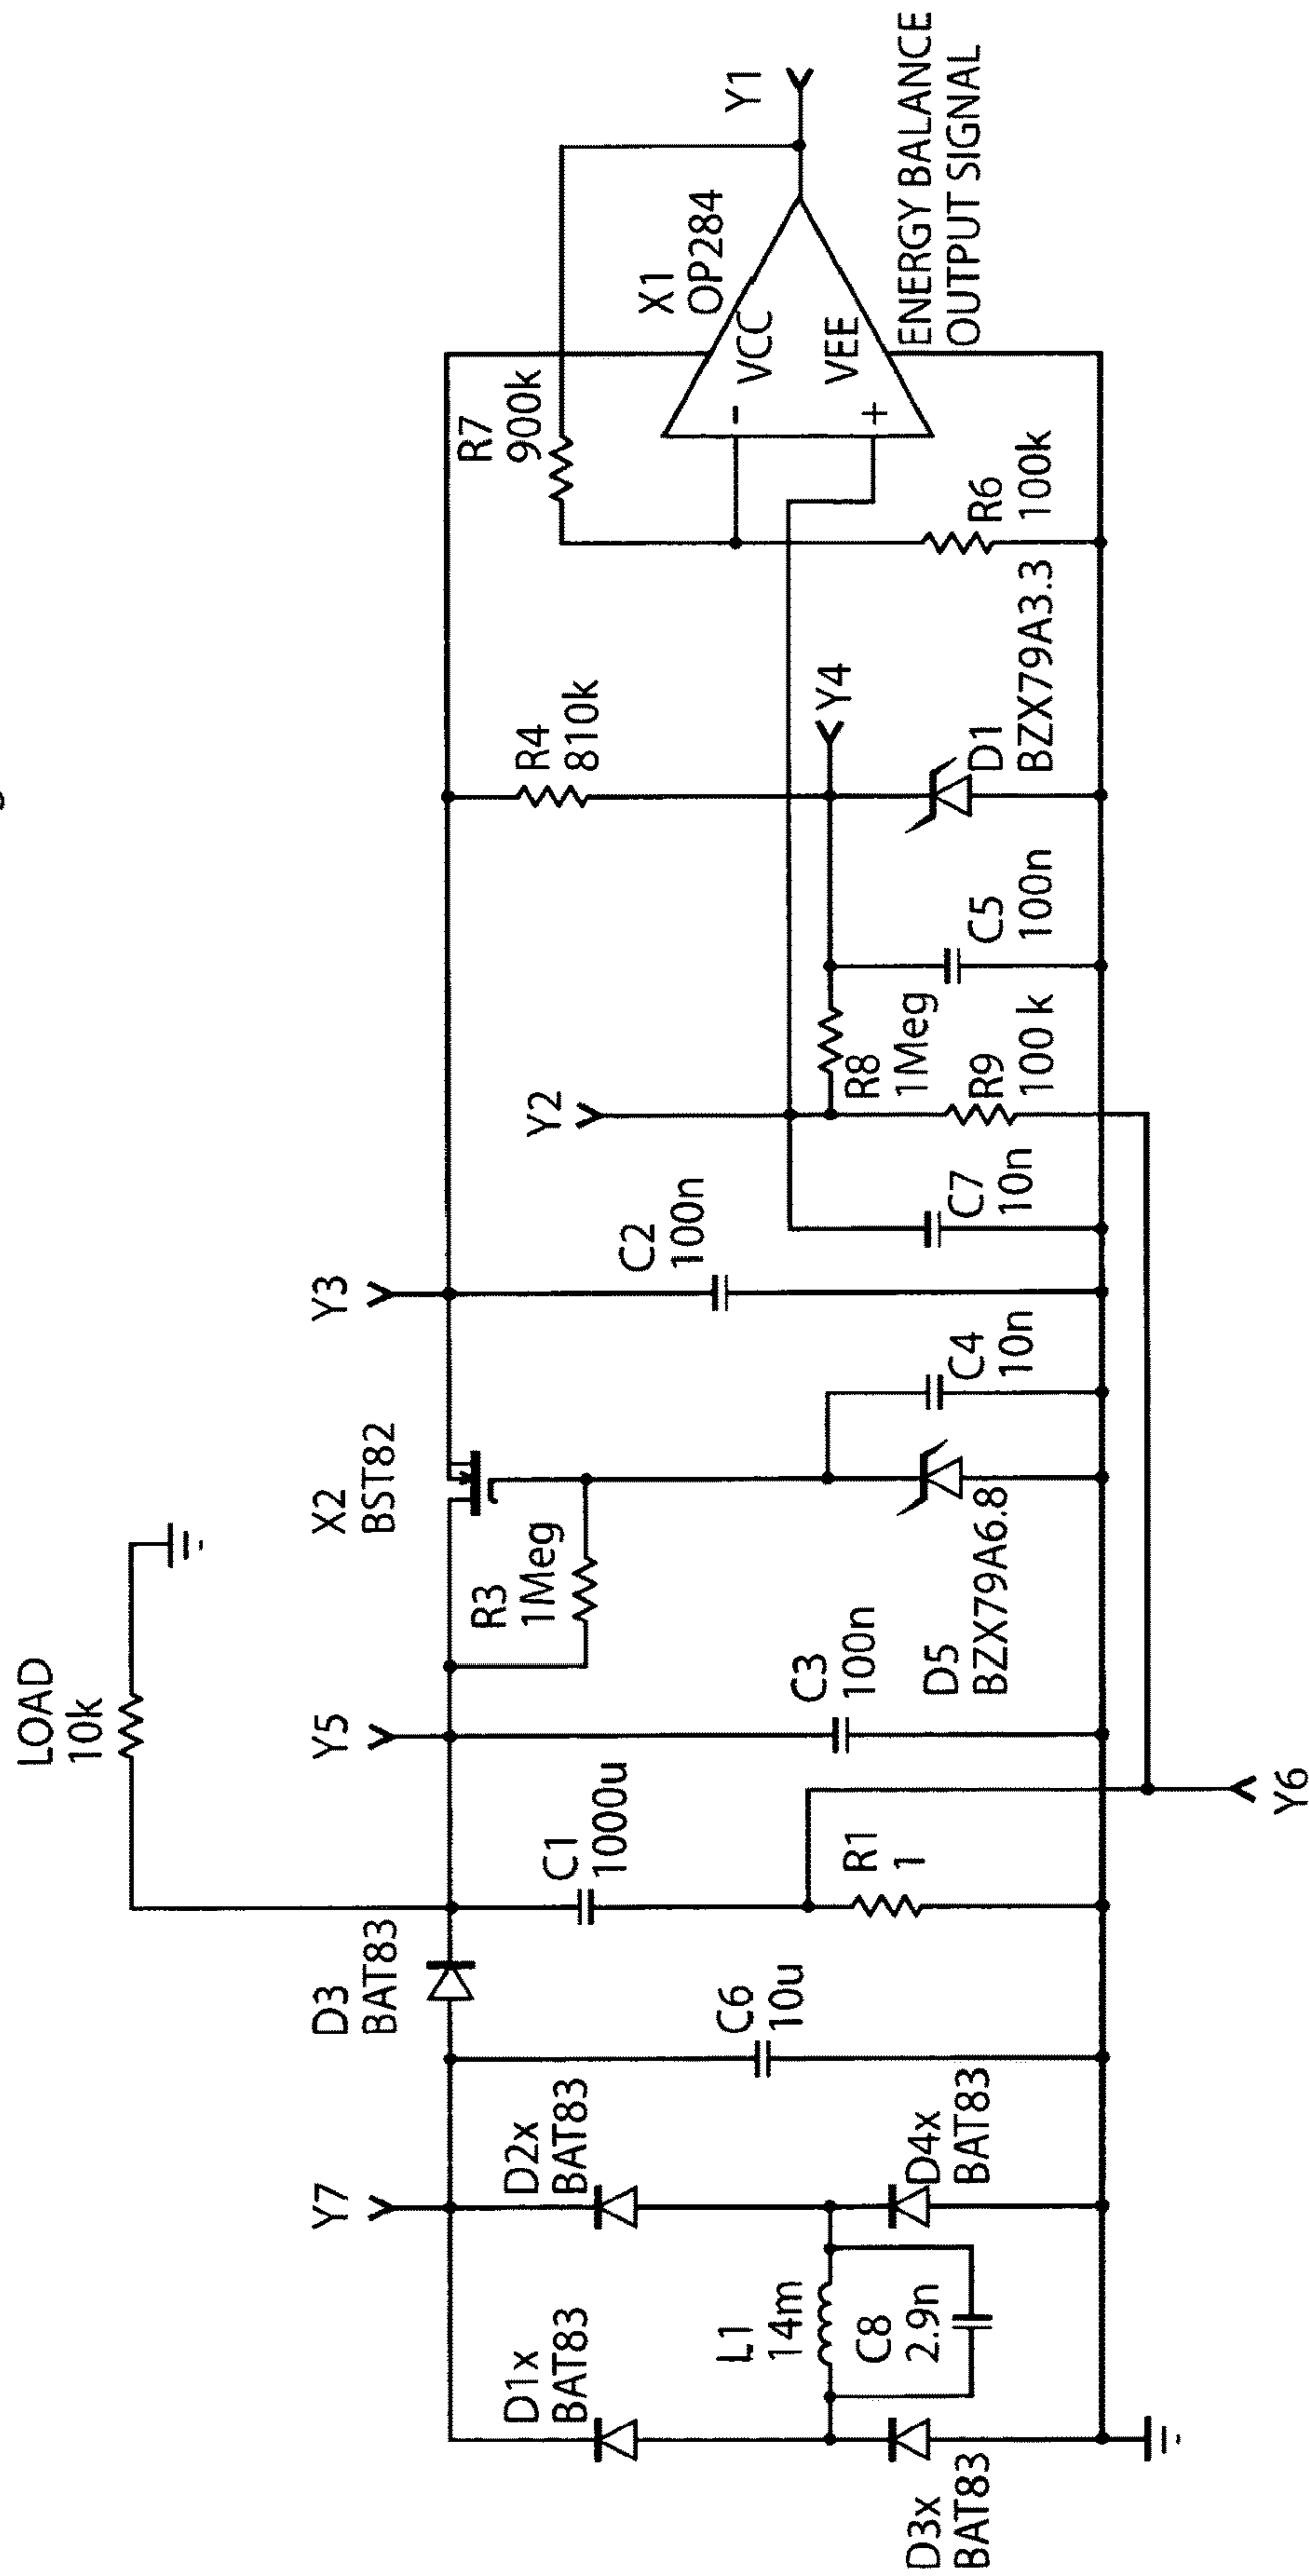 LOAD
10k
D3
BAT83
Y7
D1x
BAT83
D2x
BAT83
L1
14m
C8
2.9n
D3x
BAT83
D4x
BAT83
C6
10u
C1
1000u
R1
1
Y5
C3
100n
Y6
R3
1Meg
X2
BST82
D5
BZX79A6.8
C4
10n
Y3
C2
100n
C7
10n
Y2
R8
1Meg
R9
100 k
C5
100n
R4
810k
Y4
D1
BZX79A3.3
R7
900k
R6
100k
X1
OP284
VCC
VEE
-
+
Y1
ENERGY BALANCE
OUTPUT SIGNAL